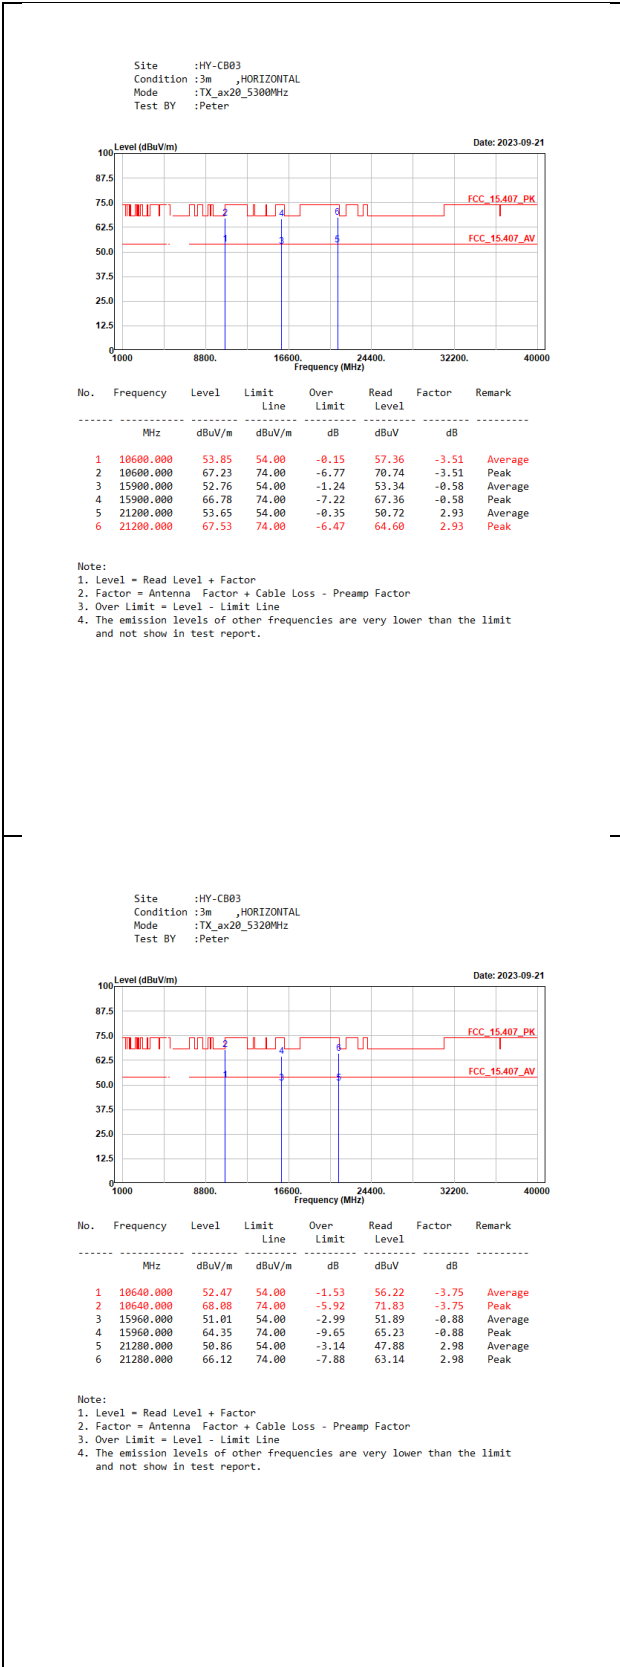 Site :HY-CB03
Condition :3m ,HORIZONTAL
Mode :TX_ax20_5300MHz
Test BY :Peter
Level (dBuV/m) Date: 2023-09-21
100
87.5
75.0 FCC_15.407_PK
2 4 6
62.5
1 3 5 FCC_15.407_AV
50.0
37.5
25.0
12.5
0
1000 8800. 16600. 24400. 32200. 40000
Frequency (MHz)
No. Frequency Level Limit Over Read Factor Remark
Line Limit Level
------ ----------- -------- -------- --------- -------- -------- ---------
MHz dBuV/m dBuV/m dB dBuV dB
1 10600.000 53.85 54.00 -0.15 57.36 -3.51 Average
2 10600.000 67.23 74.00 -6.77 70.74 -3.51 Peak
3 15900.000 52.76 54.00 -1.24 53.34 -0.58 Average
4 15900.000 66.78 74.00 -7.22 67.36 -0.58 Peak
5 21200.000 53.65 54.00 -0.35 50.72 2.93 Average
6 21200.000 67.53 74.00 -6.47 64.60 2.93 Peak
Note:
1. Level = Read Level + Factor
2. Factor = Antenna  Factor + Cable Loss - Preamp Factor
3. Over Limit = Level - Limit Line
4. The emission levels of other frequencies are very lower than the limit
and not show in test report.
Site :HY-CB03
Condition :3m ,HORIZONTAL
Mode :TX_ax20_5320MHz
Test BY :Peter
Level (dBuV/m) Date: 2023-09-21
100
87.5
75.0 FCC_15.407_PK
2 4 6
62.5
1 3 5 FCC_15.407_AV
50.0
37.5
25.0
12.5
0
1000 8800. 16600. 24400. 32200. 40000
Frequency (MHz)
No. Frequency Level Limit Over Read Factor Remark
Line Limit Level
------ ----------- -------- -------- --------- -------- -------- ---------
MHz dBuV/m dBuV/m dB dBuV dB
1 10640.000 52.47 54.00 -1.53 56.22 -3.75 Average
2 10640.000 68.08 74.00 -5.92 71.83 -3.75 Peak
3 15960.000 51.01 54.00 -2.99 51.89 -0.88 Average
4 15960.000 64.35 74.00 -9.65 65.23 -0.88 Peak
5 21280.000 50.86 54.00 -3.14 47.88 2.98 Average
6 21280.000 66.12 74.00 -7.88 63.14 2.98 Peak
Note:
1. Level = Read Level + Factor
2. Factor = Antenna  Factor + Cable Loss - Preamp Factor
3. Over Limit = Level - Limit Line
4. The emission levels of other frequencies are very lower than the limit
and not show in test report.